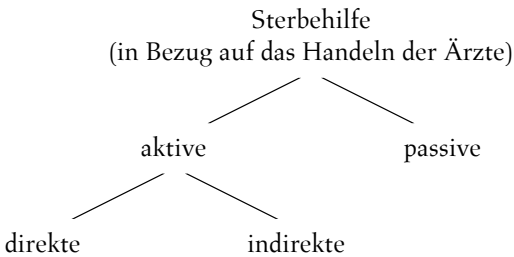 Sterbehilfe
(in Bezug auf das Handeln der Ärzte)
aktive
passive
direkte
indirekte